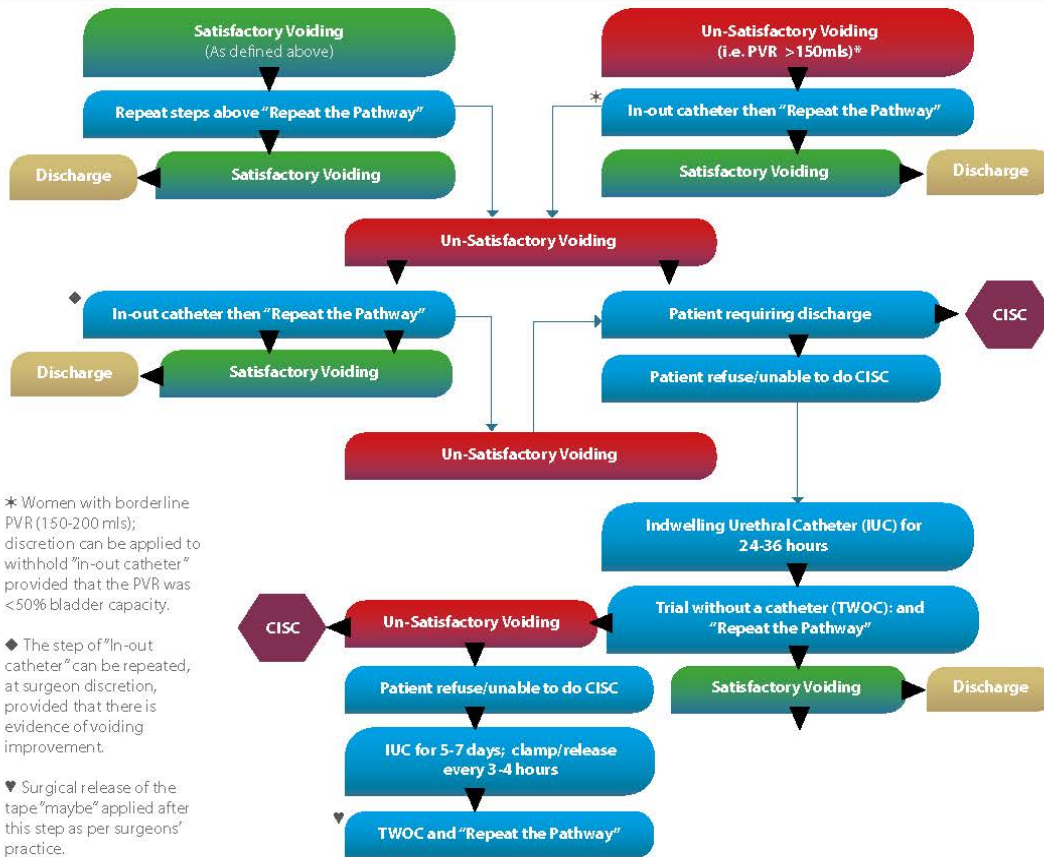 Satisfactory Voiding
(As defined above)
Un-Satisfactory Voiding
(i.e. PVR >150mls)*
Repeat steps above "Repeat the Pathway"
* In-out catheter then "Repeat the Pathway"
Discharge
Satisfactory Voiding
Satisfactory Voiding
Discharge
Un-Satisfactory Voiding
◆ In-out catheter then "Repeat the Pathway"
Patient requiring discharge
CISC
Discharge
Satisfactory Voiding
Patient refuse/unable to do CISC
Un-Satisfactory Voiding
* Women with borderline
PVR (150-200 mls);
discretion can be applied to
withhold "in-out catheter"
provided that the PVR was
<50% bladder capacity.
◆ The step of "In-out
catheter" can be repeated,
at surgeon discretion,
provided that there is
evidence of voiding
improvement.
♥ Surgical release of the
tape "maybe" applied after
this step as per surgeons'
practice.
Indwelling Urethral Catheter (IUC) for
24-36 hours
CISC
Un-Satisfactory Voiding
Trial without a catheter (TWOC): and
"Repeat the Pathway"
Patient refuse/unable to do CISC
Satisfactory Voiding
Discharge
IUC for 5-7 days; clamp/release
every 3-4 hours
♥ TWOC and "Repeat the Pathway"